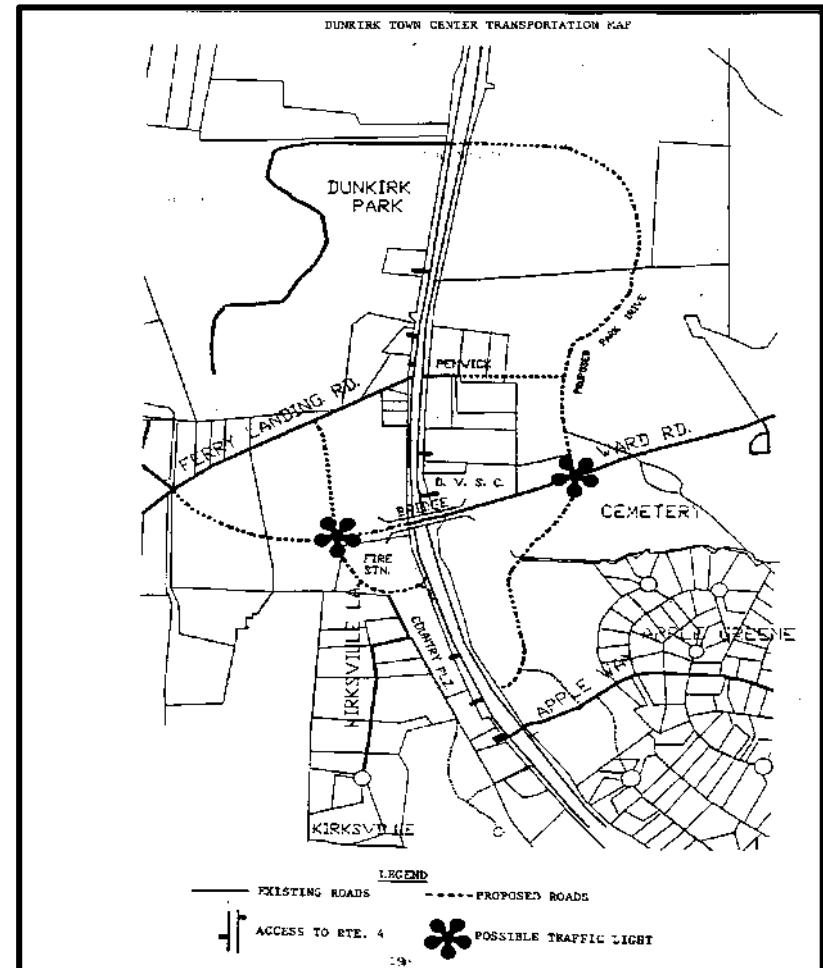 DUNKIRK TOWN CENTER TRANSPORTATION MAP
DUNKIRK
PARK
PROPOSED PARK DRIVE
FERRY LANDING RD.
WARD RD.
D. V. S. C.
BRIDGE
CEMETERY
FIRE
STN.
KIRKSVILLE LA
COUNTRY PLZ.
APPLE GREENE
APPLE WAY
KIRKSVILLE
LEGEND
EXISTING ROADS
PROPOSED ROADS
ACCESS TO RTE. 4
POSSIBLE TRAFFIC LIGHT